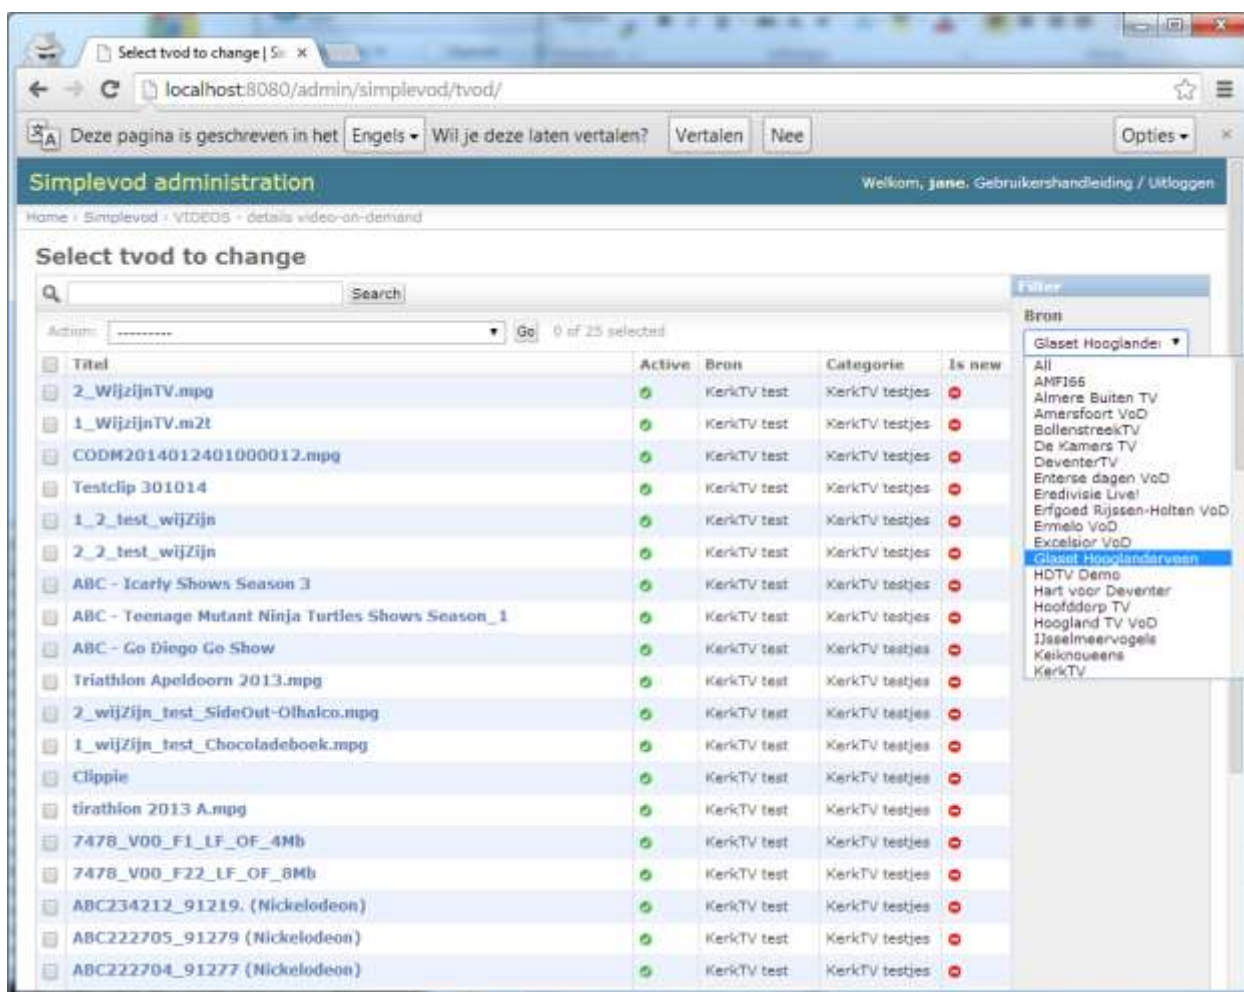 Select tvod to change | Si
localhost:8080/admin/simplevod/tvod/
Deze pagina is geschreven in het Engels Wil je deze laten vertalen? Vertalen Nee Opties
Simplevod administration
Welkom, jane. Gebruikershandleiding / Uitloggen
Home › Simplevod › VIDEOS - details video-on-demand
Select tvod to change
Search
Action: --------- Go 0 of 25 selected
Titel Active Bron Categorie Is new
2_WijzijnTV.mpg KerkTV test KerkTV testjes
1_WijzijnTV.m2t KerkTV test KerkTV testjes
CODM2014012401000012.mpg KerkTV test KerkTV testjes
Testclip 301014 KerkTV test KerkTV testjes
1_2_test_wijZijn KerkTV test KerkTV testjes
2_2_test_wijZijn KerkTV test KerkTV testjes
ABC - Icarly Shows Season 3 KerkTV test KerkTV testjes
ABC - Teenage Mutant Ninja Turtles Shows Season_1 KerkTV test KerkTV testjes
ABC - Go Diego Go Show KerkTV test KerkTV testjes
Triathlon Apeldoorn 2013.mpg KerkTV test KerkTV testjes
2_wijZijn_test_SideOut-Olhalco.mpg KerkTV test KerkTV testjes
1_wijZijn_test_Chocoladeboek.mpg KerkTV test KerkTV testjes
Clippie KerkTV test KerkTV testjes
tirathlon 2013 A.mpg KerkTV test KerkTV testjes
7478_V00_F1_LF_OF_4Mb KerkTV test KerkTV testjes
7478_V00_F22_LF_OF_8Mb KerkTV test KerkTV testjes
ABC234212_91219. (Nickelodeon) KerkTV test KerkTV testjes
ABC222705_91279 (Nickelodeon) KerkTV test KerkTV testjes
ABC222704_91277 (Nickelodeon) KerkTV test KerkTV testjes
Filter
Bron
Glaset Hooglander
All
AMFI66
Almere Buiten TV
Amersfoort VoD
BollenstreekTV
De Kamers TV
DeventerTV
Enterse dagen VoD
Eredivisie Live!
Erfgoed Rijssen-Holten VoD
Ermelo VoD
Excelsior VoD
Glaset Hooglanderveen
HDTV Demo
Hart voor Deventer
Hoofddorp TV
Hoogland TV VoD
IJsselmeervogels
Keiknoueens
KerkTV